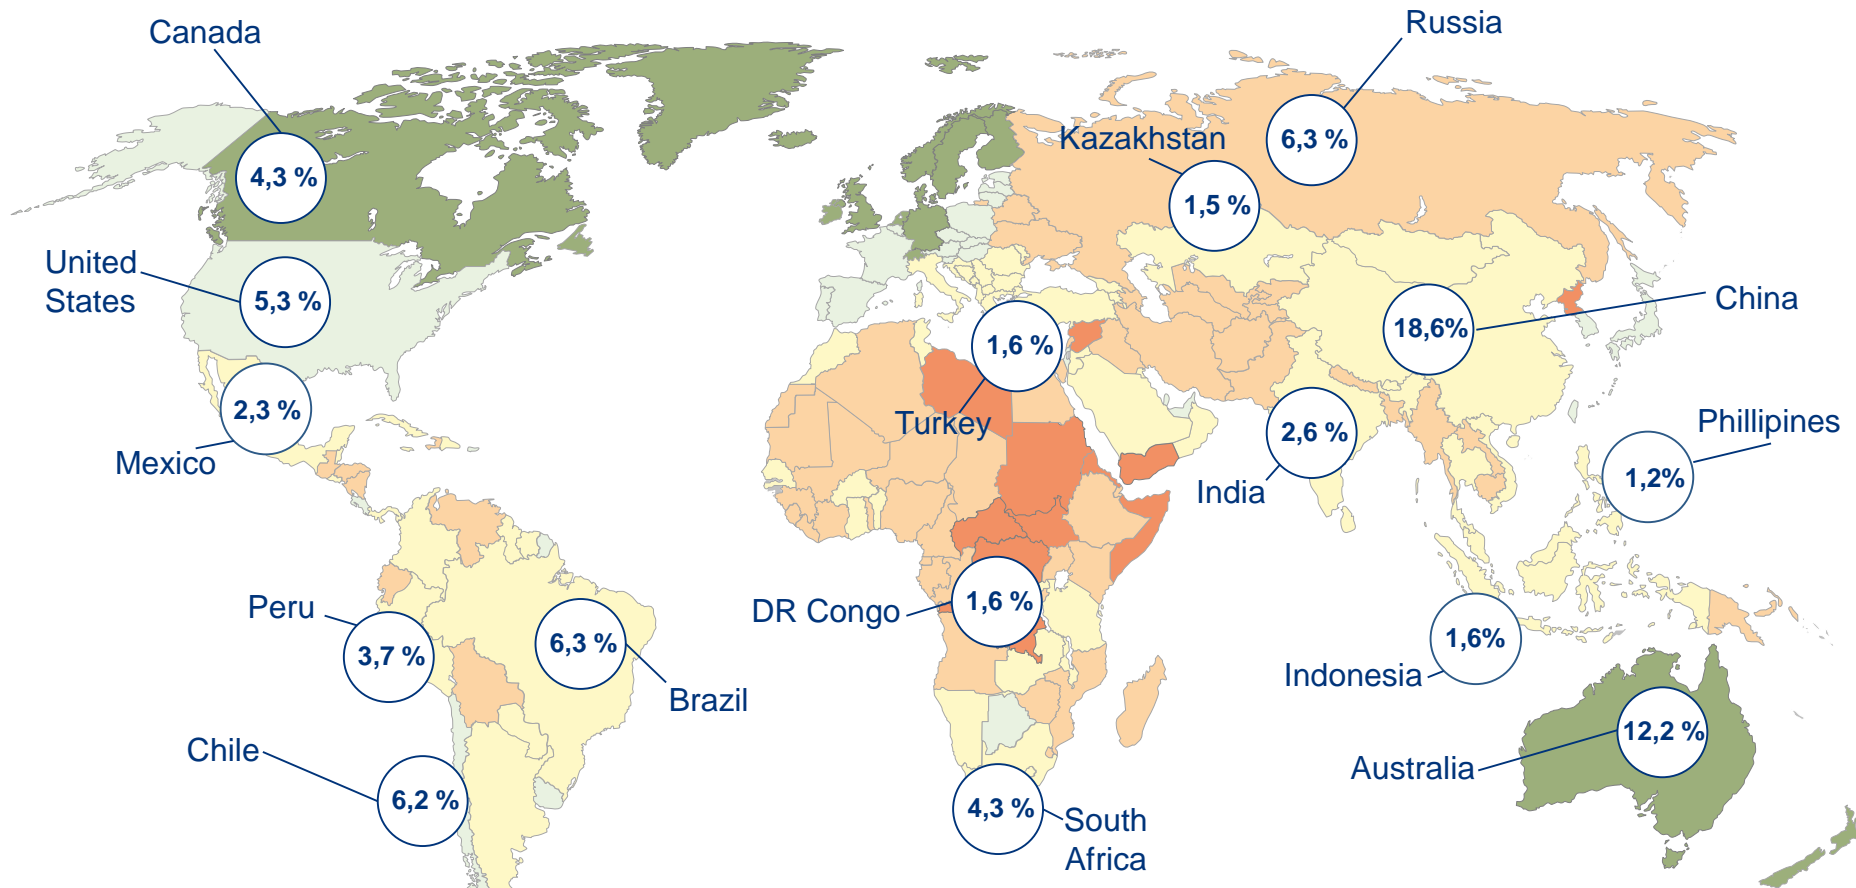 Canada
4,3 %
United
States
5,3 %
2,3 %
Mexico
Peru
3,7 %
6,3 %
Brazil
Chile
6,2 %
Russia
6,3 %
Kazakhstan
1,5 %
China
18,6%
1,6 %
Turkey
2,6 %
India
Phillipines
1,2%
DR Congo
1,6 %
1,6%
Indonesia
12,2 %
Australia
4,3 %
South
Africa